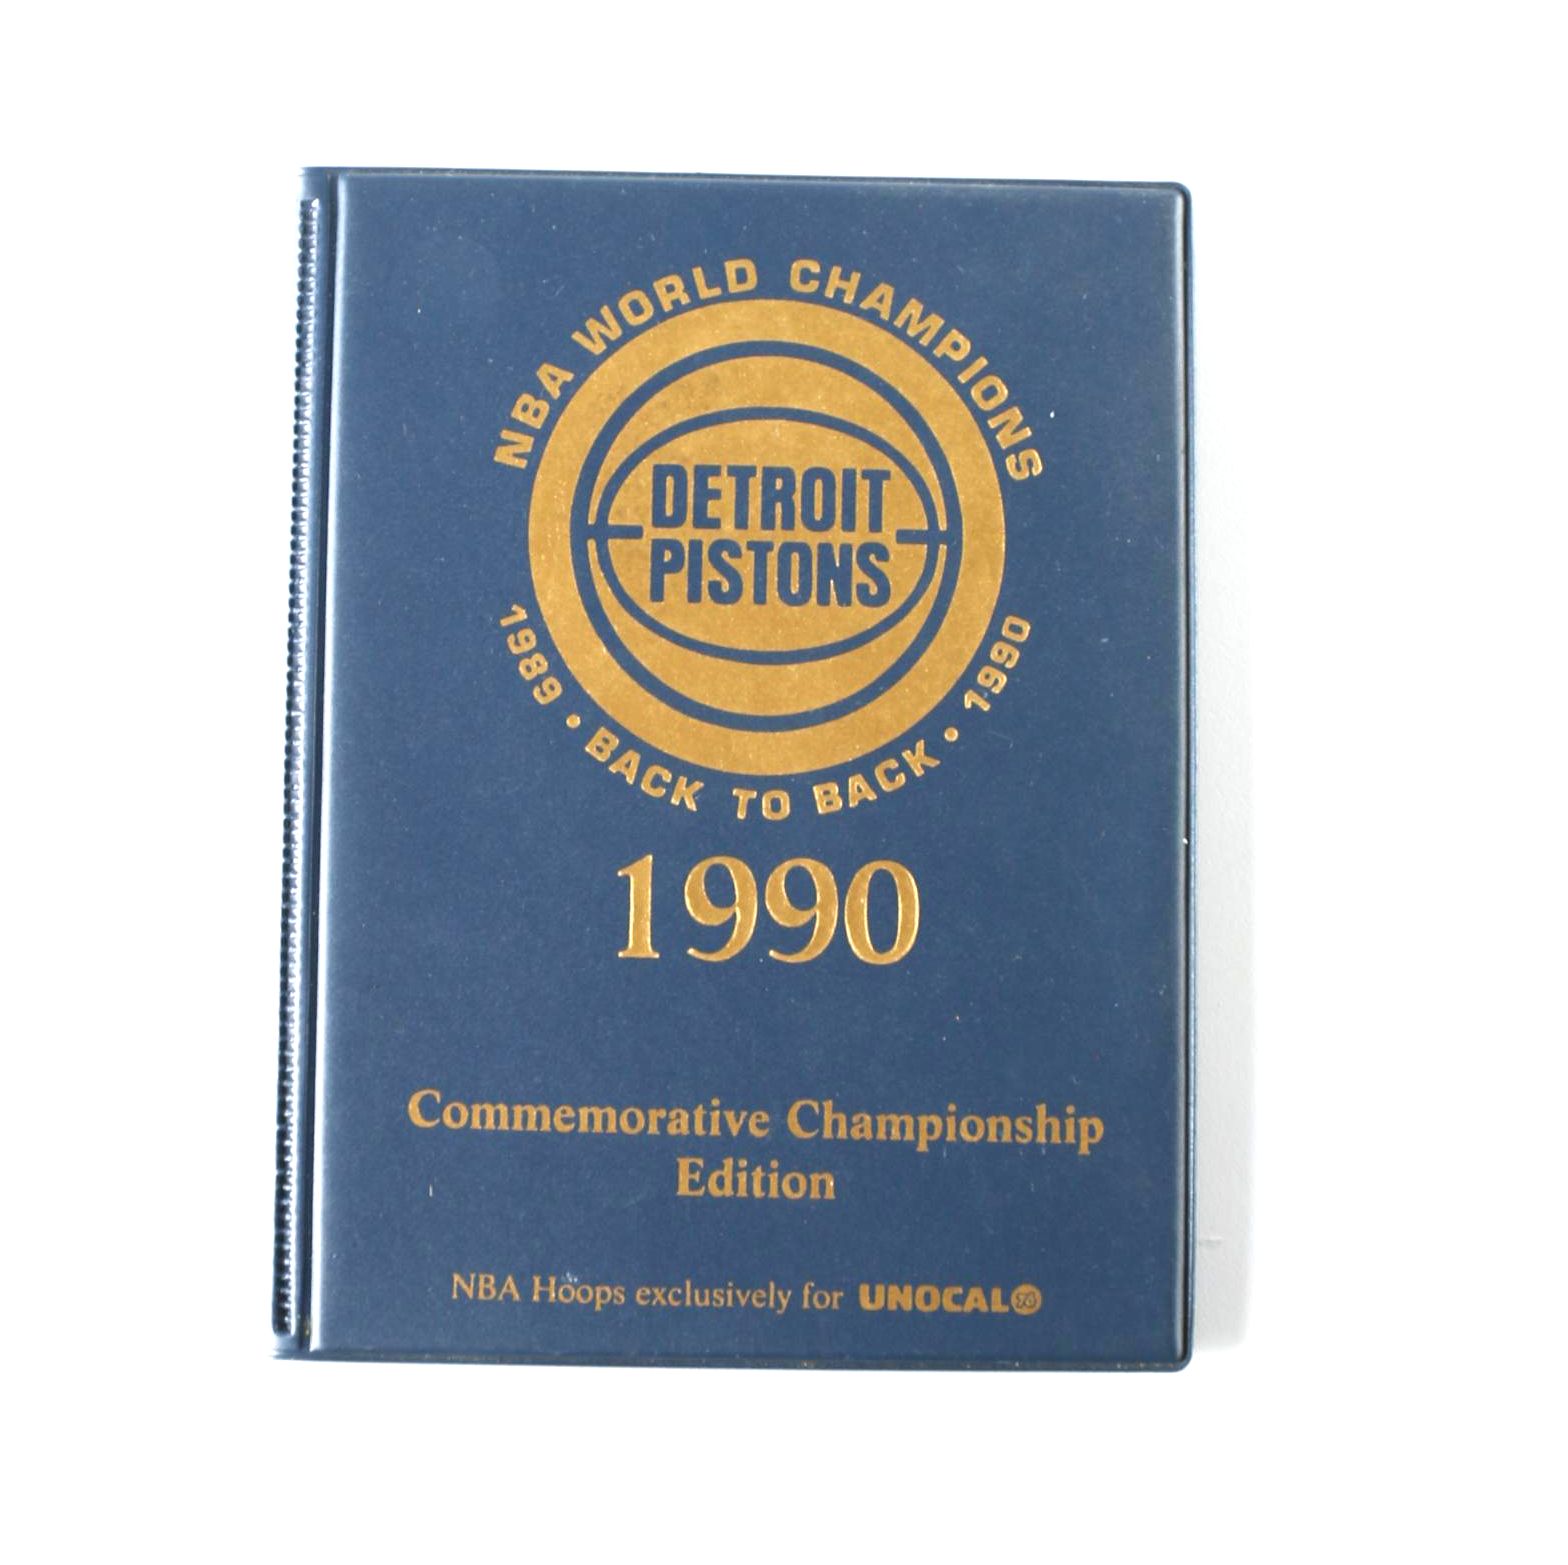 NBA WORLD CHAMPIONS
DETROIT
PISTONS
1989 • BACK TO BACK • 1990
1990
Commemorative Championship
Edition
NBA Hoops exclusively for UNOCAL 76